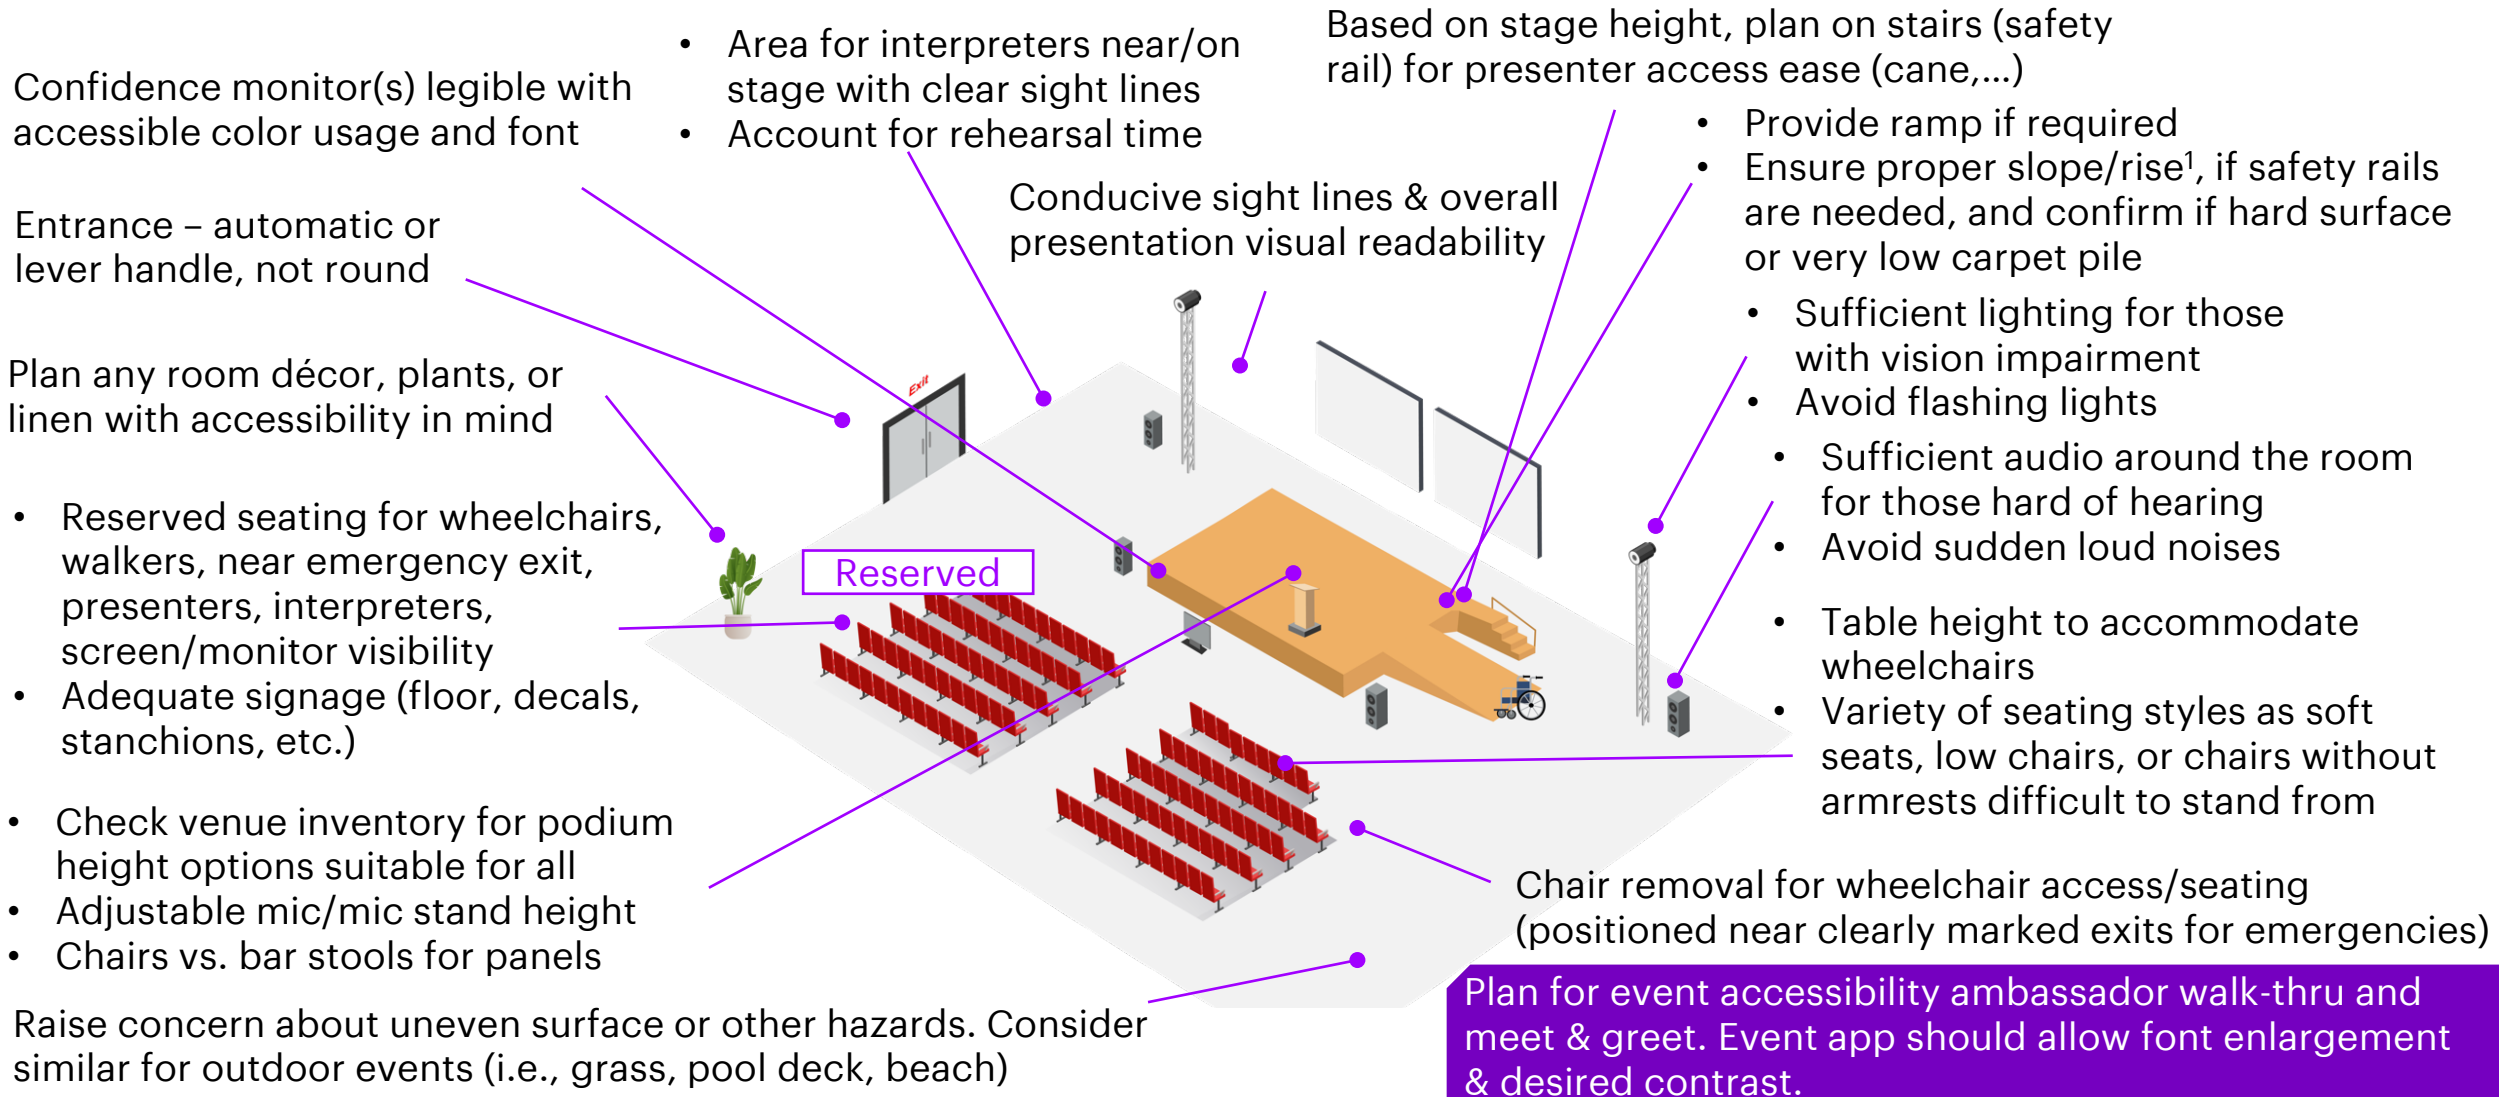 Confidence monitor(s) legible with
accessible color usage and font
• Area for interpreters near/on
stage with clear sight lines
• Account for rehearsal time
Based on stage height, plan on stairs (safety
rail) for presenter access ease (cane,...)
• Provide ramp if required
• Ensure proper slope/rise¹, if safety rails
are needed, and confirm if hard surface
or very low carpet pile
Conducive sight lines & overall
presentation visual readability
Entrance – automatic or
lever handle, not round
• Sufficient lighting for those
with vision impairment
• Avoid flashing lights
Plan any room décor, plants, or
linen with accessibility in mind
Exit
• Sufficient audio around the room
for those hard of hearing
• Avoid sudden loud noises
• Reserved seating for wheelchairs,
walkers, near emergency exit,
presenters, interpreters,
screen/monitor visibility
• Adequate signage (floor, decals,
stanchions, etc.)
Reserved
• Table height to accommodate
wheelchairs
• Variety of seating styles as soft
seats, low chairs, or chairs without
armrests difficult to stand from
• Check venue inventory for podium
height options suitable for all
• Adjustable mic/mic stand height
• Chairs vs. bar stools for panels
Chair removal for wheelchair access/seating
(positioned near clearly marked exits for emergencies)
Raise concern about uneven surface or other hazards. Consider
similar for outdoor events (i.e., grass, pool deck, beach)
Plan for event accessibility ambassador walk-thru and
meet & greet. Event app should allow font enlargement
& desired contrast.